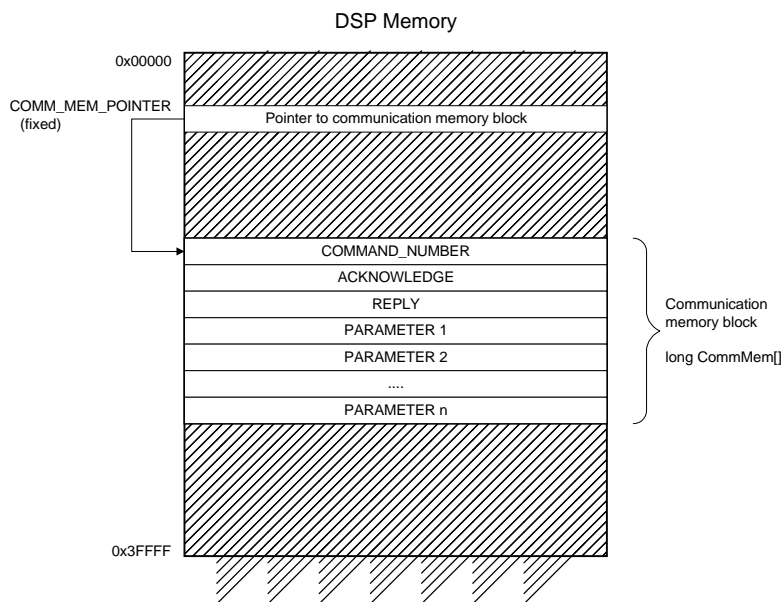 DSP Memory
0x00000
COMM_MEM_POINTER
(fixed)
Pointer to communication memory block
COMMAND_NUMBER
ACKNOWLEDGE
REPLY
PARAMETER 1
PARAMETER 2
....
PARAMETER n
Communication
memory block
long CommMem[]
0x3FFFF